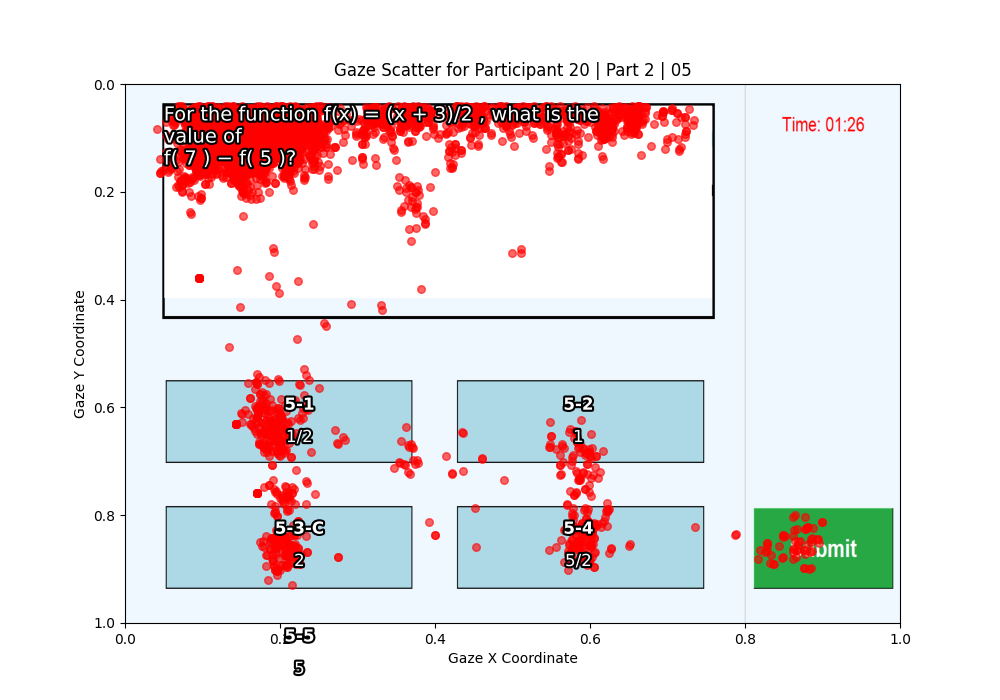 Gaze Scatter for Participant 20 | Part 2 | 05
For the function f(x) = (x + 3)/2 , what is the
value of
f( 7 ) − f( 5 )?
Time: 01:26
5-1
1/2
5-2
1
5-3-C
2
5-4
5/2
5-5
5
0.0
0.2
0.4
0.6
0.8
1.0
Gaze Y Coordinate
0.0
0.4
0.6
0.8
1.0
Gaze X Coordinate